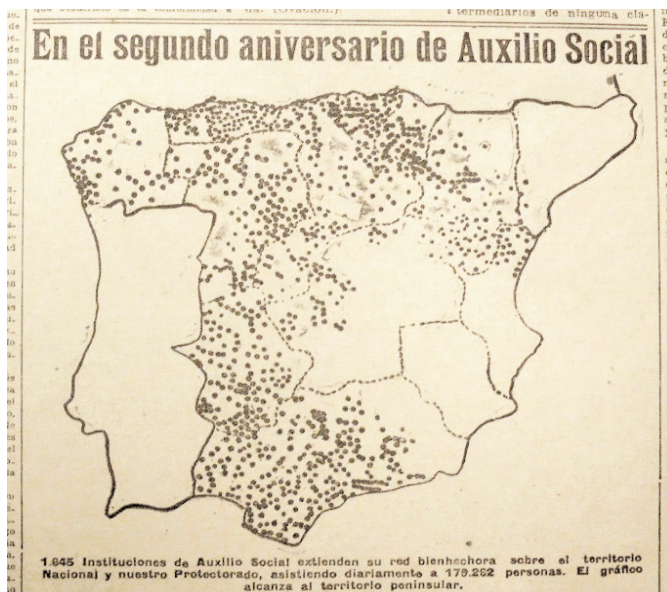 termediarios de ninguna cla-
En el segundo aniversario de Auxilio Social
1.645 Instituciones de Auxilio Social extienden su red bienhechora sobre el territorio
Nacional y nuestro Protectorado, asistiendo diariamente a 179.262 personas. El gráfico
alcanza al territorio peninsular.